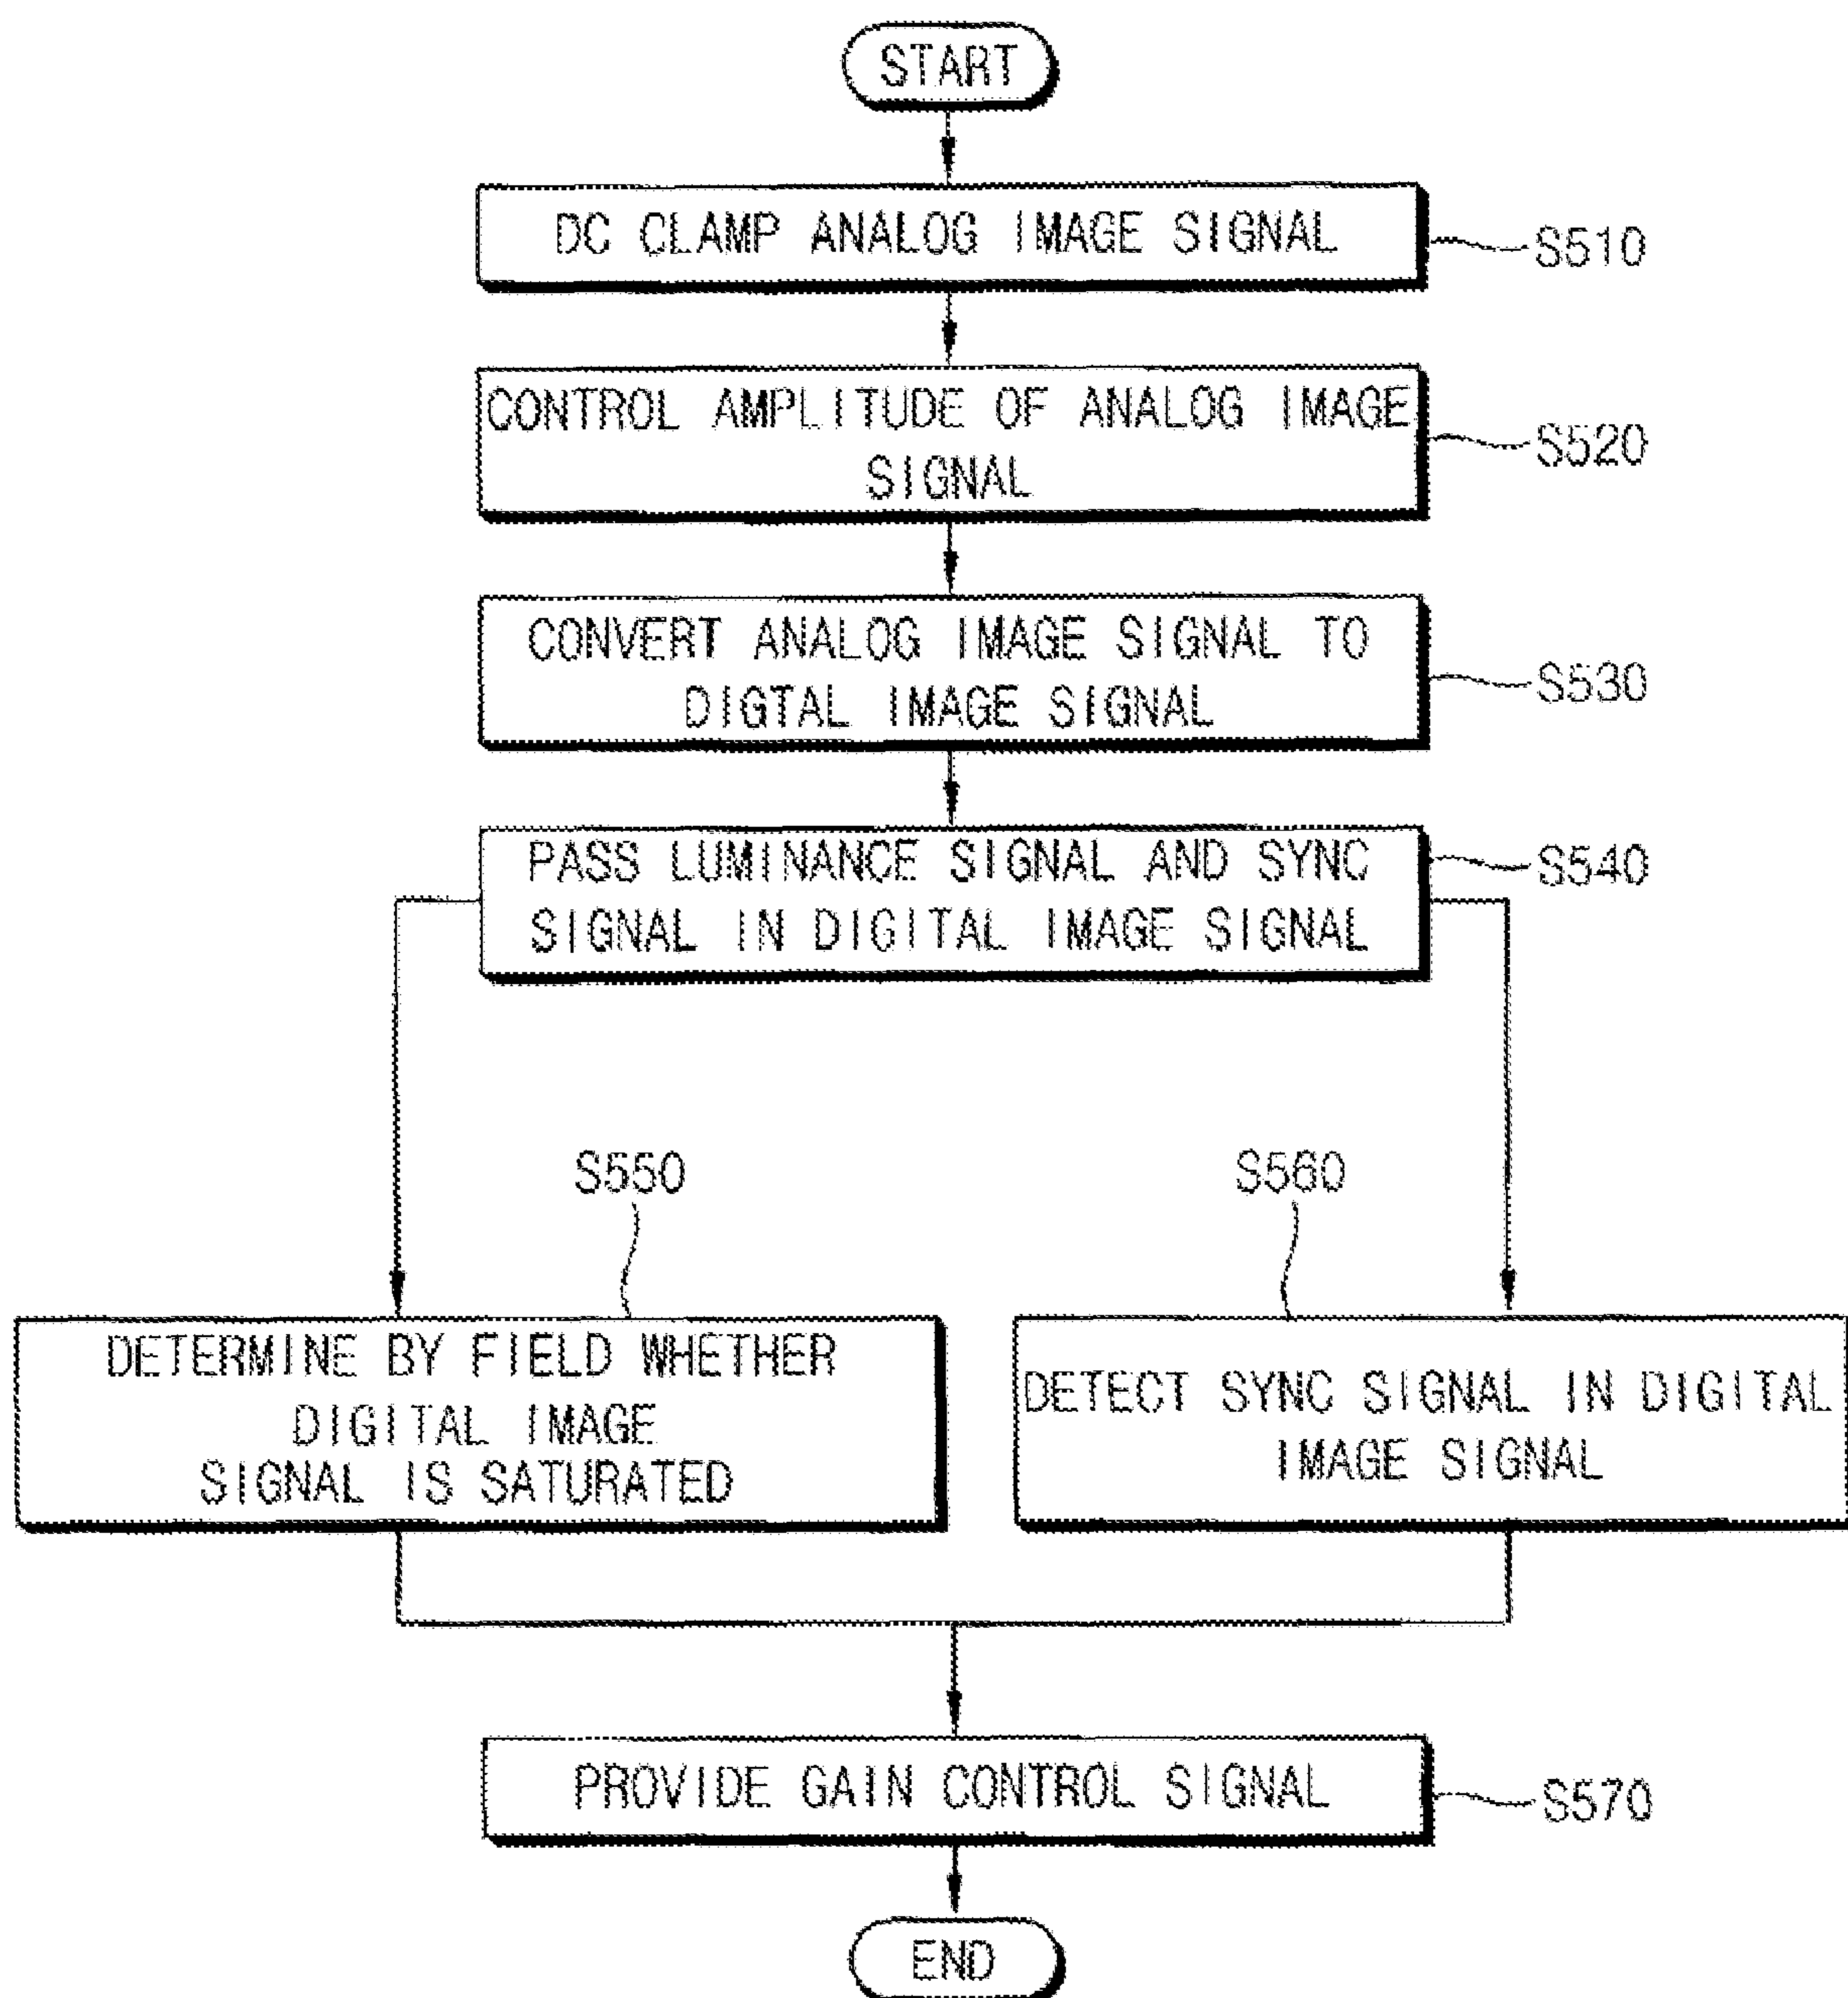 START
DC CLAMP ANALOG IMAGE SIGNAL
S510
CONTROL AMPLITUDE OF ANALOG IMAGE
SIGNAL
S520
CONVERT ANALOG IMAGE SIGNAL TO
DIGTAL IMAGE SIGNAL
S530
PASS LUMINANCE SIGNAL AND SYNC
SIGNAL IN DIGITAL IMAGE SIGNAL
S540
S550
DETERMINE BY FIELD WHETHER
DIGITAL IMAGE
SIGNAL IS SATURATED
S560
DETECT SYNC SIGNAL IN DIGITAL
IMAGE SIGNAL
PROVIDE GAIN CONTROL SIGNAL
S570
END